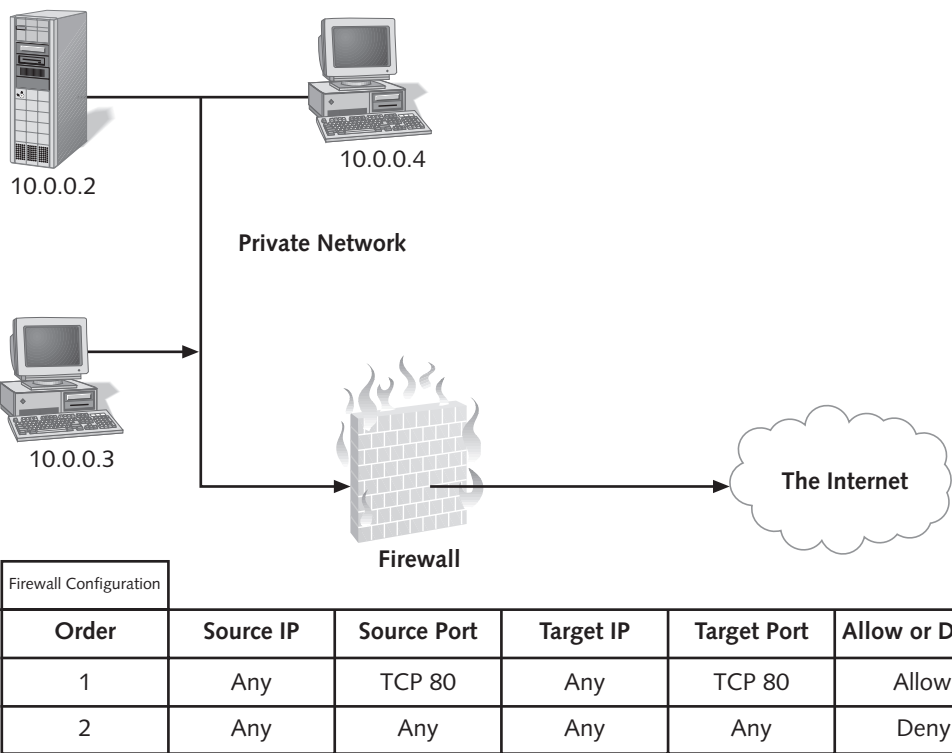 10.0.0.2
10.0.0.4
Private Network
10.0.0.3
The Internet
Firewall
Firewall Configuration
Order Source IP Source Port Target IP Target Port Allow or D
1 Any TCP 80 Any TCP 80 Allow
2 Any Any Any Any Deny